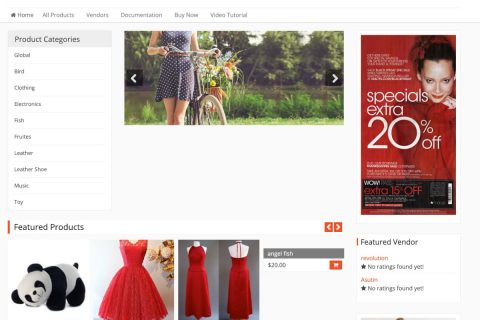 Home All Products Vendors Documentation Buy Now Video Tutorial
Product Categories
Global
Bird
Clothing
Electronics
Fish
Fruites
Leather
Leather Shoe
Music
Toy
specials
extra
20% off
WOW!
extra 15% OFF
Featured Products
angel fish
$20.00
Featured Vendor
revolution
No ratings found yet!
Asutin
No ratings found yet!